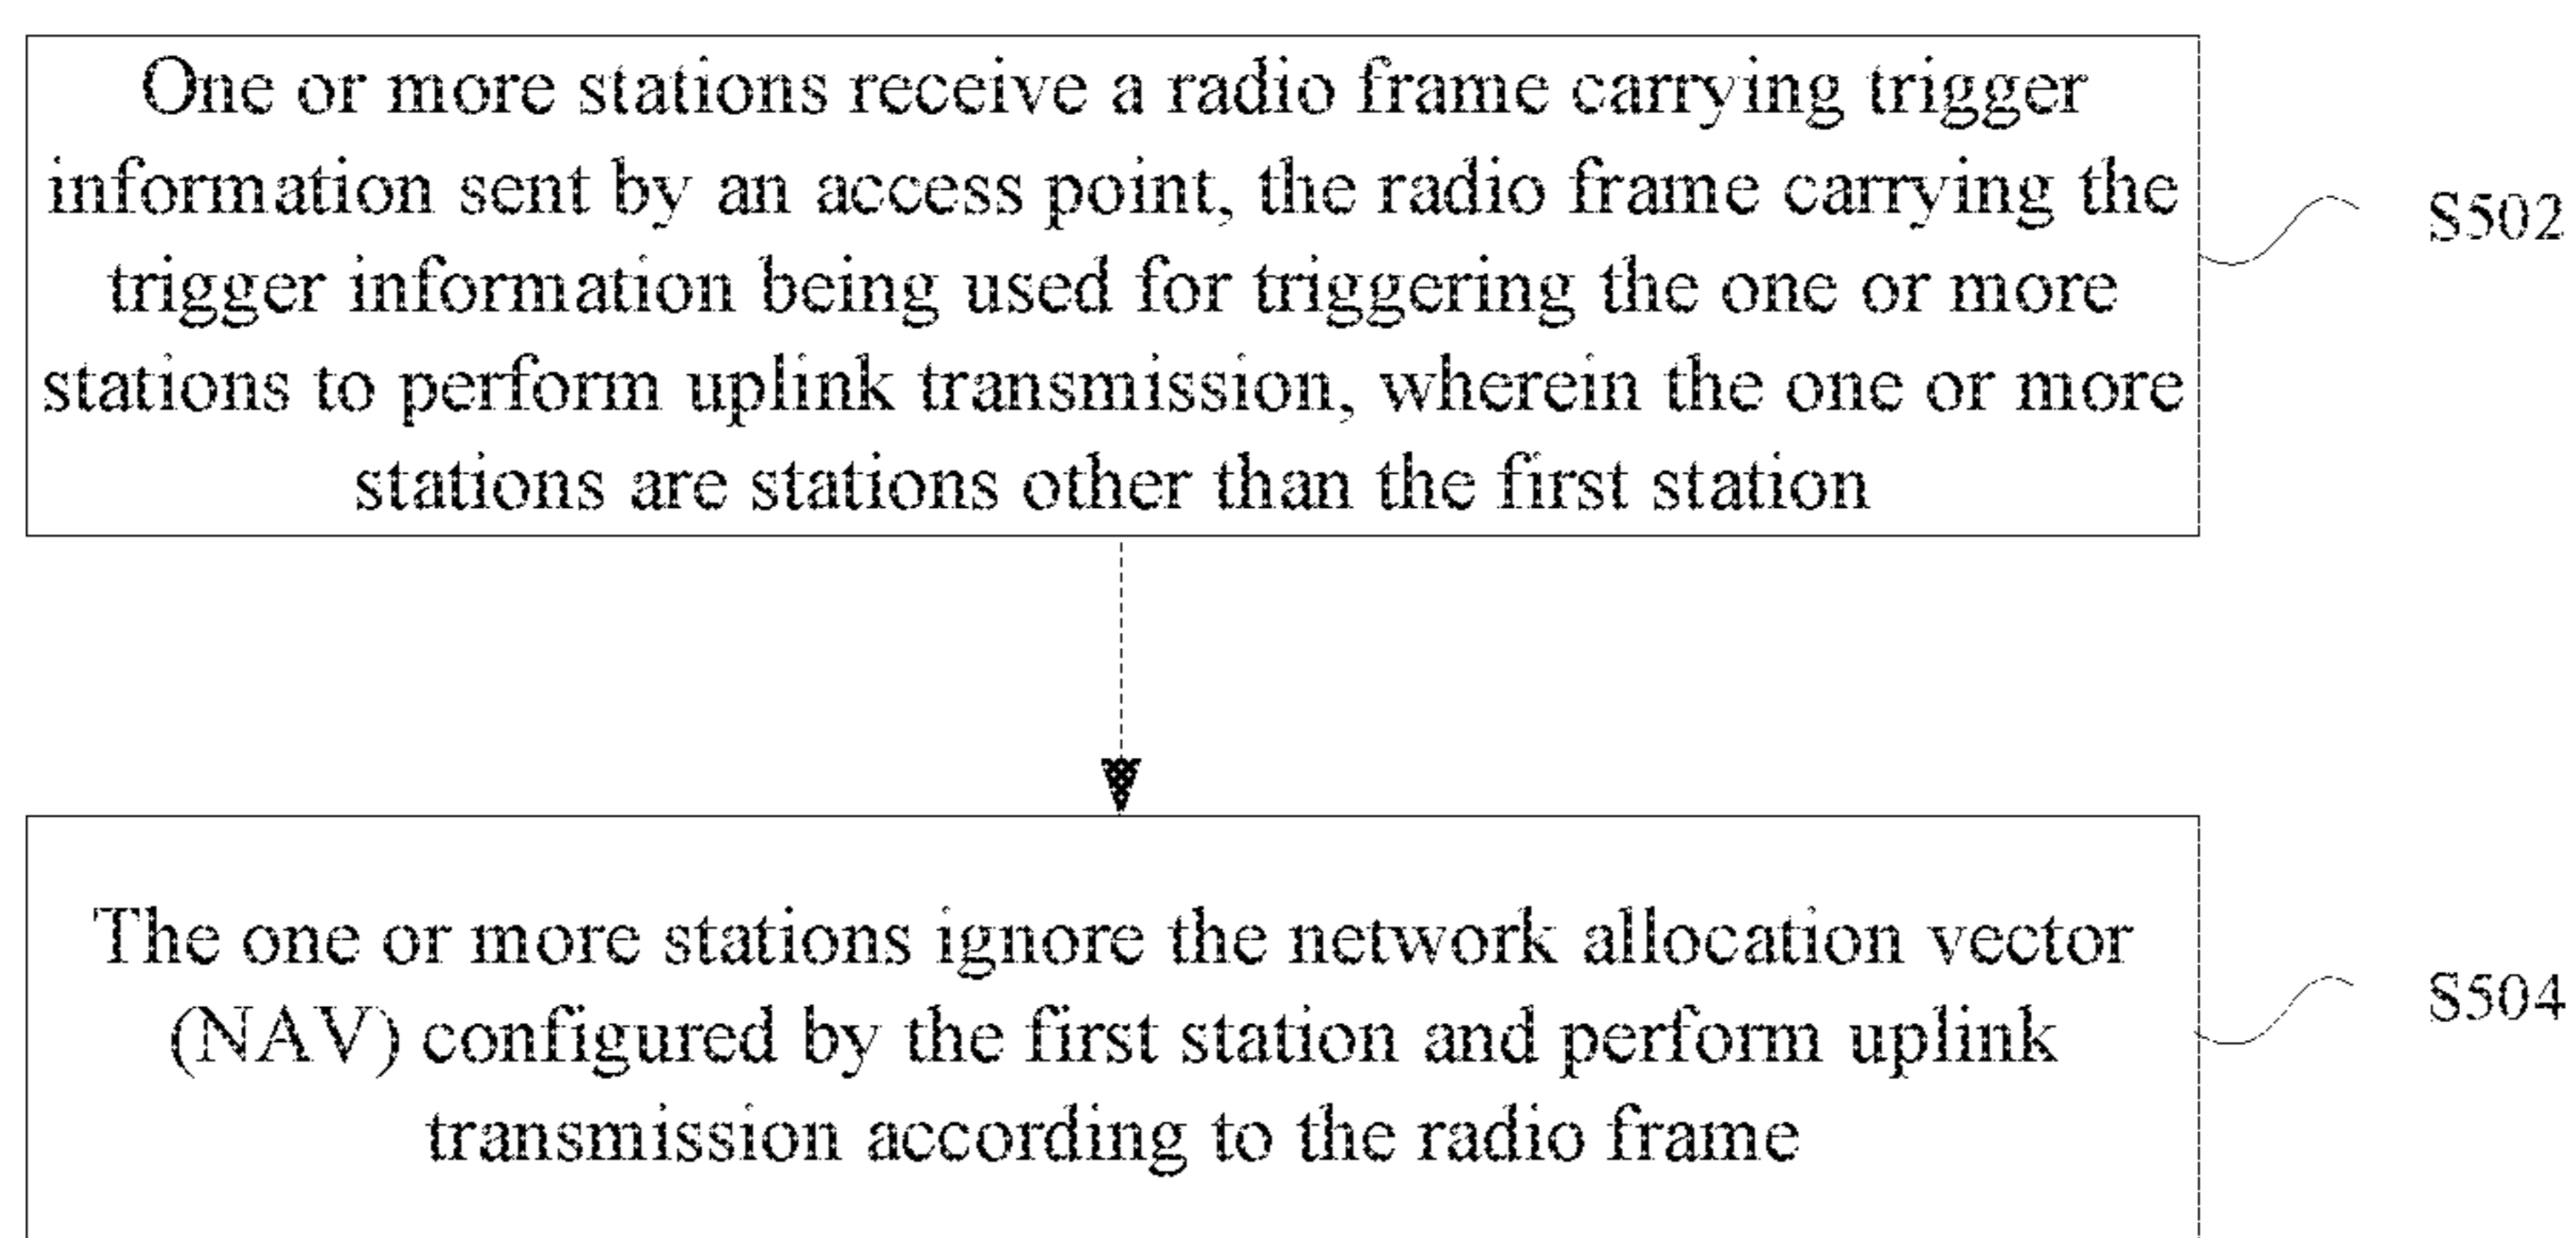 One or more stations receive a radio frame carrying trigger
information sent by an access point, the radio frame carrying the
trigger information being used for triggering the one or more
stations to perform uplink transmission, wherein the one or more
stations are stations other than the first station
S502
The one or more stations ignore the network allocation vector
(NAV) configured by the first station and perform uplink
transmission according to the radio frame
S504